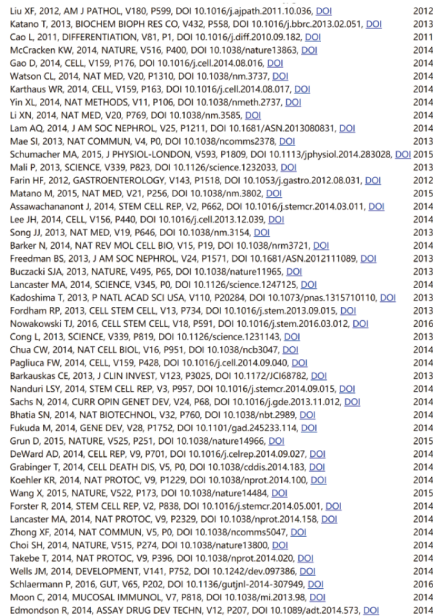 Liu XF, 2012, AM J PATHOL, V180, P599, DOI 10.1016/j.ajpath.2011.10.036, DOI 2012
Katano T, 2013, BIOCHEM BIOPH RES CO, V432, P558, DOI 10.1016/j.bbrc.2013.02.051, DOI 2013
Cao L, 2011, DIFFERENTIATION, V81, P1, DOI 10.1016/j.diff.2010.09.182, DOI 2011
McCracken KW, 2014, NATURE, V516, P400, DOI 10.1038/nature13863, DOI 2014
Gao D, 2014, CELL, V159, P176, DOI 10.1016/j.cell.2014.08.016, DOI 2014
Watson CL, 2014, NAT MED, V20, P1310, DOI 10.1038/nm.3737, DOI 2014
Karthaus WR, 2014, CELL, V159, P163, DOI 10.1016/j.cell.2014.08.017, DOI 2014
Yin XL, 2014, NAT METHODS, V11, P106, DOI 10.1038/nmeth.2737, DOI 2014
Li XN, 2014, NAT MED, V20, P769, DOI 10.1038/nm.3585, DOI 2014
Lam AQ, 2014, J AM SOC NEPHROL, V25, P1211, DOI 10.1681/ASN.2013080831, DOI 2014
Mae SI, 2013, NAT COMMUN, V4, P0, DOI 10.1038/ncomms2378, DOI 2013
Schumacher MA, 2015, J PHYSIOL-LONDON, V593, P1809, DOI 10.1113/jphysiol.2014.283028, DOI 2015
Mali P, 2013, SCIENCE, V339, P823, DOI 10.1126/science.1232033, DOI 2013
Farin HF, 2012, GASTROENTEROLOGY, V143, P1518, DOI 10.1053/j.gastro.2012.08.031, DOI 2012
Matano M, 2015, NAT MED, V21, P256, DOI 10.1038/nm.3802, DOI 2015
Assawachananont J, 2014, STEM CELL REP, V2, P662, DOI 10.1016/j.stemcr.2014.03.011, DOI 2014
Lee JH, 2014, CELL, V156, P440, DOI 10.1016/j.cell.2013.12.039, DOI 2014
Song JJ, 2013, NAT MED, V19, P646, DOI 10.1038/nm.3154, DOI 2013
Barker N, 2014, NAT REV MOL CELL BIO, V15, P19, DOI 10.1038/nrm3721, DOI 2014
Freedman BS, 2013, J AM SOC NEPHROL, V24, P1571, DOI 10.1681/ASN.2012111089, DOI 2013
Buczacki SJA, 2013, NATURE, V495, P65, DOI 10.1038/nature11965, DOI 2013
Lancaster MA, 2014, SCIENCE, V345, P0, DOI 10.1126/science.1247125, DOI 2014
Kadoshima T, 2013, P NATL ACAD SCI USA, V110, P20284, DOI 10.1073/pnas.1315710110, DOI 2013
Fordham RP, 2013, CELL STEM CELL, V13, P734, DOI 10.1016/j.stem.2013.09.015, DOI 2013
Nowakowski TJ, 2016, CELL STEM CELL, V18, P591, DOI 10.1016/j.stem.2016.03.012, DOI 2016
Cong L, 2013, SCIENCE, V339, P819, DOI 10.1126/science.1231143, DOI 2013
Chua CW, 2014, NAT CELL BIOL, V16, P951, DOI 10.1038/ncb3047, DOI 2014
Pagliuca FW, 2014, CELL, V159, P428, DOI 10.1016/j.cell.2014.09.040, DOI 2014
Barkauskas CE, 2013, J CLIN INVEST, V123, P3025, DOI 10.1172/JCI68782, DOI 2013
Nanduri LSY, 2014, STEM CELL REP, V3, P957, DOI 10.1016/j.stemcr.2014.09.015, DOI 2014
Sachs N, 2014, CURR OPIN GENET DEV, V24, P68, DOI 10.1016/j.gde.2013.11.012, DOI 2014
Bhatia SN, 2014, NAT BIOTECHNOL, V32, P760, DOI 10.1038/nbt.2989, DOI 2014
Fukuda M, 2014, GENE DEV, V28, P1752, DOI 10.1101/gad.245233.114, DOI 2014
Grun D, 2015, NATURE, V525, P251, DOI 10.1038/nature14966, DOI 2015
DeWard AD, 2014, CELL REP, V9, P701, DOI 10.1016/j.celrep.2014.09.027, DOI 2014
Grabinger T, 2014, CELL DEATH DIS, V5, P0, DOI 10.1038/cddis.2014.183, DOI 2014
Koehler KR, 2014, NAT PROTOC, V9, P1229, DOI 10.1038/nprot.2014.100, DOI 2014
Wang X, 2015, NATURE, V522, P173, DOI 10.1038/nature14484, DOI 2015
Forster R, 2014, STEM CELL REP, V2, P838, DOI 10.1016/j.stemcr.2014.05.001, DOI 2014
Lancaster MA, 2014, NAT PROTOC, V9, P2329, DOI 10.1038/nprot.2014.158, DOI 2014
Zhong XF, 2014, NAT COMMUN, V5, P0, DOI 10.1038/ncomms5047, DOI 2014
Choi SH, 2014, NATURE, V515, P274, DOI 10.1038/nature13800, DOI 2014
Takebe T, 2014, NAT PROTOC, V9, P396, DOI 10.1038/nprot.2014.020, DOI 2014
Wells JM, 2014, DEVELOPMENT, V141, P752, DOI 10.1242/dev.097386, DOI 2014
Schlaermann P, 2016, GUT, V65, P202, DOI 10.1136/gutjnl-2014-307949, DOI 2016
Moon C, 2014, MUCOSAL IMMUNOL, V7, P818, DOI 10.1038/mi.2013.98, DOI 2014
Edmondson R, 2014, ASSAY DRUG DEV TECHN, V12, P207, DOI 10.1089/adt.2014.573, DOI 2014